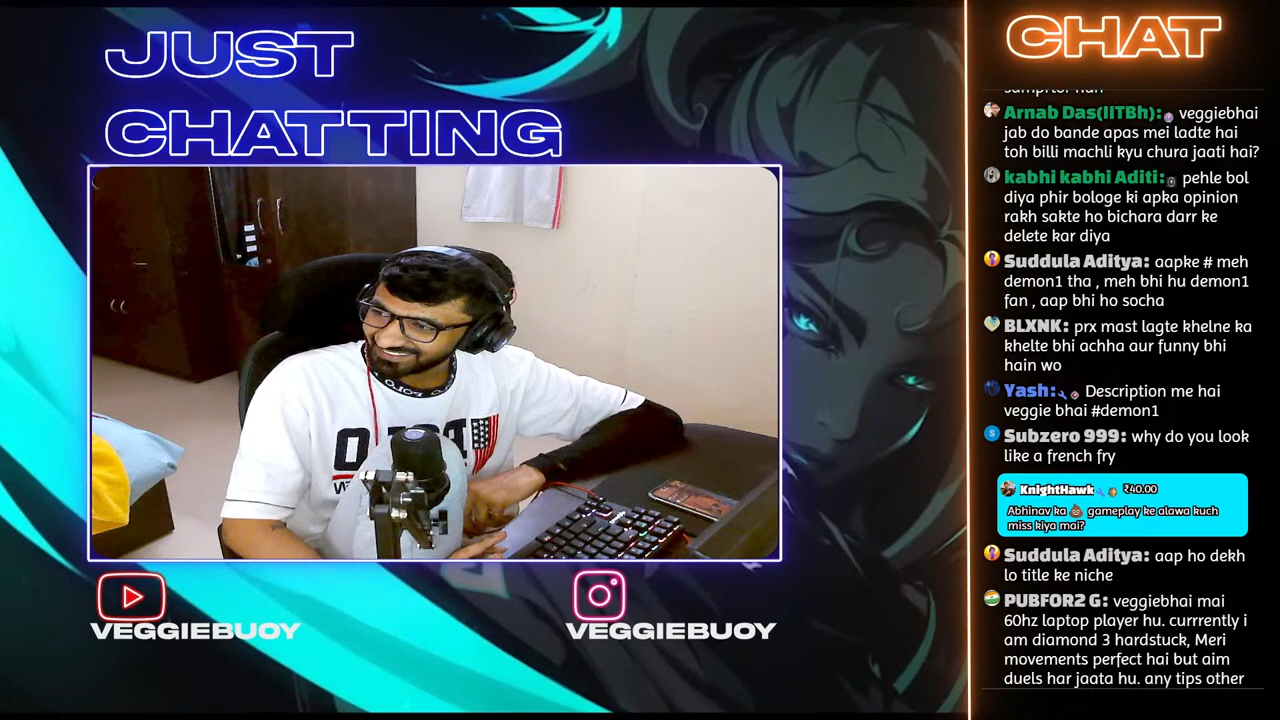 JUST
CHATTING
VEGGIEBUOY
VEGGIEBUOY
CHAT
Arnab Das(IITBh): veggiebhai
jab do bande apas mei ladte hai
toh billi machli kyu chura jaati hai?
kabhi kabhi Aditi: pehle bol
diya phir bologe ki apka opinion
rakh sakte ho bichara darr ke
delete kar diya
Suddula Aditya: aapke # meh
demon1 tha , meh bhi hu demon1
fan , aap bhi ho socha
BLXNK: prx mast lagte khelne ka
khelte bhi achha aur funny bhi
hain wo
Yash: Description me hai
veggie bhai #demon1
Subzero 999: why do you look
like a french fry
KnightHawk ₹40.00
Abhinav ka 💩 gameplay ke alawa kuch
miss kiya mai?
Suddula Aditya: aap ho dekh
lo title ke niche
PUBFOR2 G: veggiebhai mai
60hz laptop player hu. currrently i
am diamond 3 hardstuck, Meri
movements perfect hai but aim
duels har jaata hu. any tips other